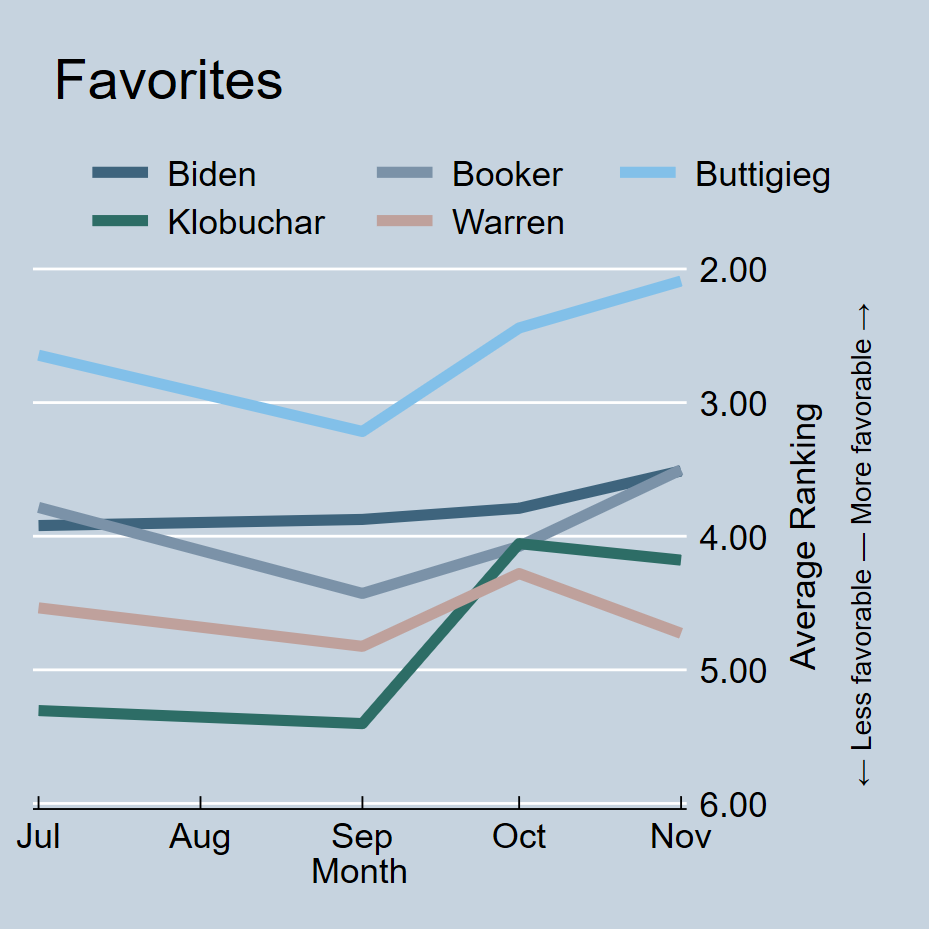 Favorites
Biden Booker Buttigieg
Klobuchar Warren
2.00
3.00
4.00
5.00
6.00
Average Ranking
← Less favorable — More favorable →
Jul Aug Sep Oct Nov
Month